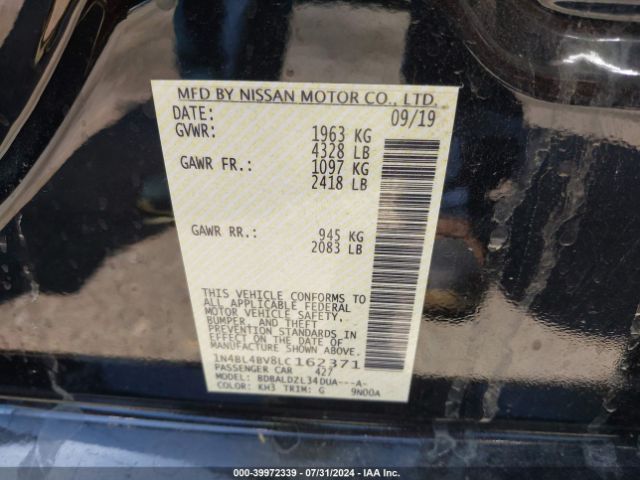 MFD BY NISSAN MOTOR CO., LTD.
DATE: 09/19
GVWR: 1963 KG
4328 LB
GAWR FR.: 1097 KG
2418 LB
GAWR RR.: 945 KG
2083 LB
THIS VEHICLE CONFORMS TO
ALL APPLICABLE FEDERAL
MOTOR VEHICLE SAFETY,
BUMPER, AND THEFT
PREVENTION STANDARDS IN
EFFECT ON THE DATE OF
MANUFACTURE SHOWN ABOVE.
1N4BL4BV8LC162371
PASSENGER CAR 427
MODEL: BDBALDZL34DUA---A-
COLOR: KH3 TRIM: G 9N00A
000-39972339 - 07/31/2024 - IAA Inc.